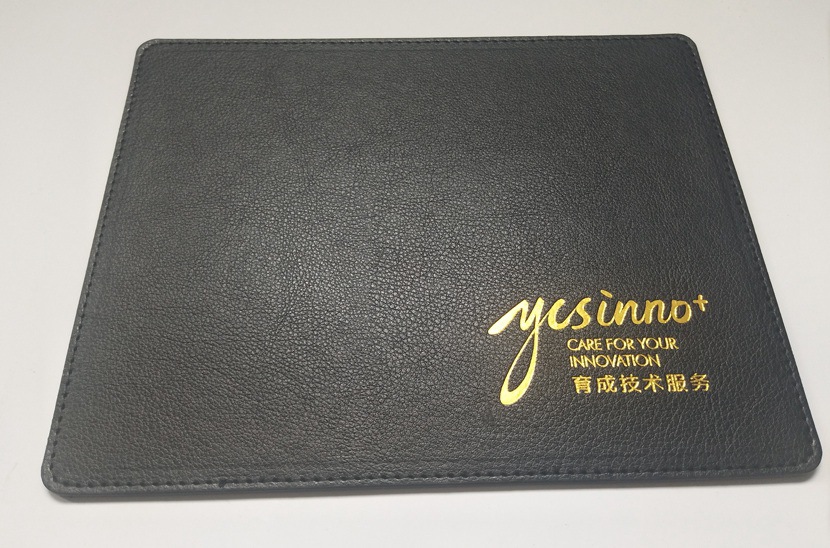 ycsinno+
CARE FOR YOUR
INNOVATION
育成技术服务